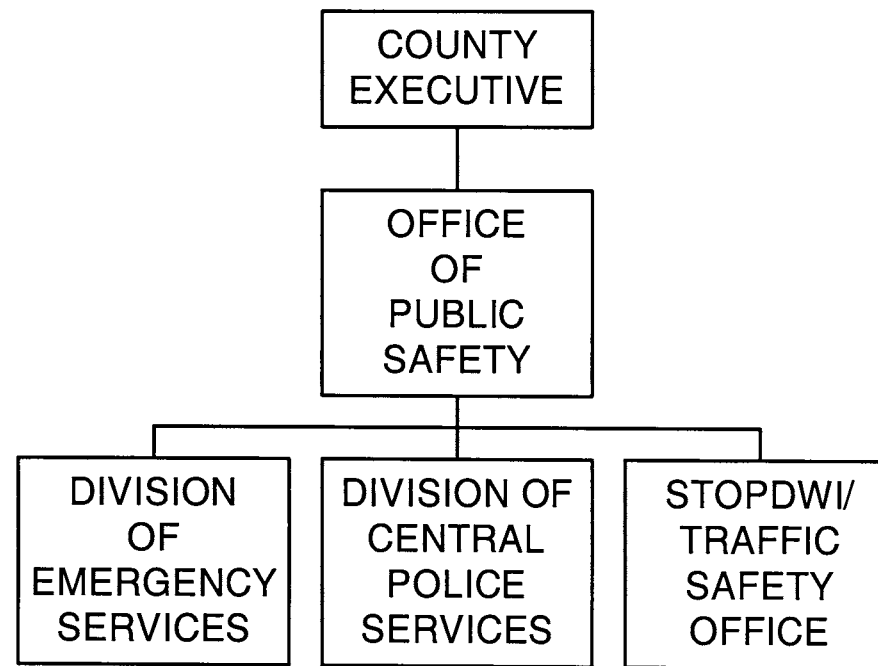 COUNTY
EXECUTIVE
OFFICE
OF
PUBLIC
SAFETY
DIVISION
OF
EMERGENCY
SERVICES
DIVISION OF
CENTRAL
POLICE
SERVICES
STOPDWI/
TRAFFIC
SAFETY
OFFICE